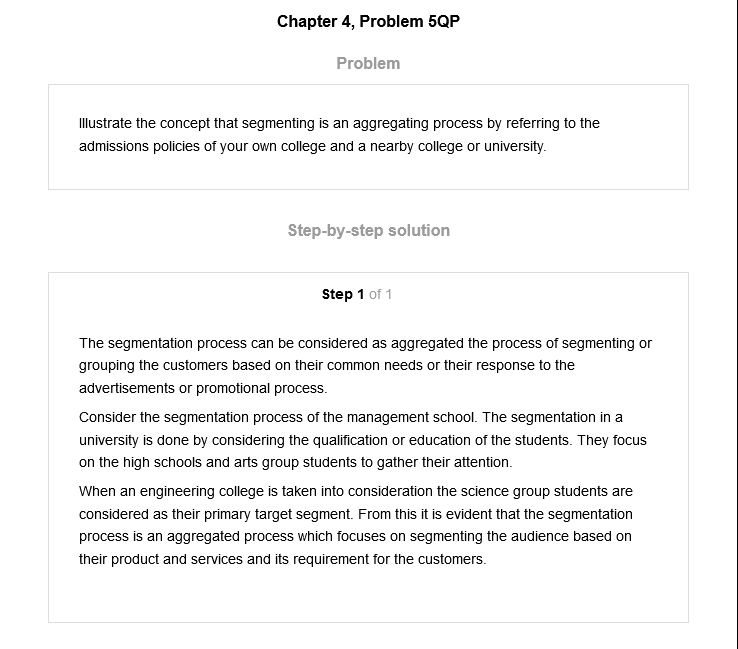 Chapter 4, Problem 5QP
Problem
Illustrate the concept that segmenting is an aggregating process by referring to the
admissions policies of your own college and a nearby college or university.
Step-by-step solution
Step 1 of 1
The segmentation process can be considered as aggregated the process of segmenting or
grouping the customers based on their common needs or their response to the
advertisements or promotional process.
Consider the segmentation process of the management school. The segmentation in a
university is done by considering the qualification or education of the students. They focus
on the high schools and arts group students to gather their attention.
When an engineering college is taken into consideration the science group students are
considered as their primary target segment. From this it is evident that the segmentation
process is an aggregated process which focuses on segmenting the audience based on
their product and services and its requirement for the customers.